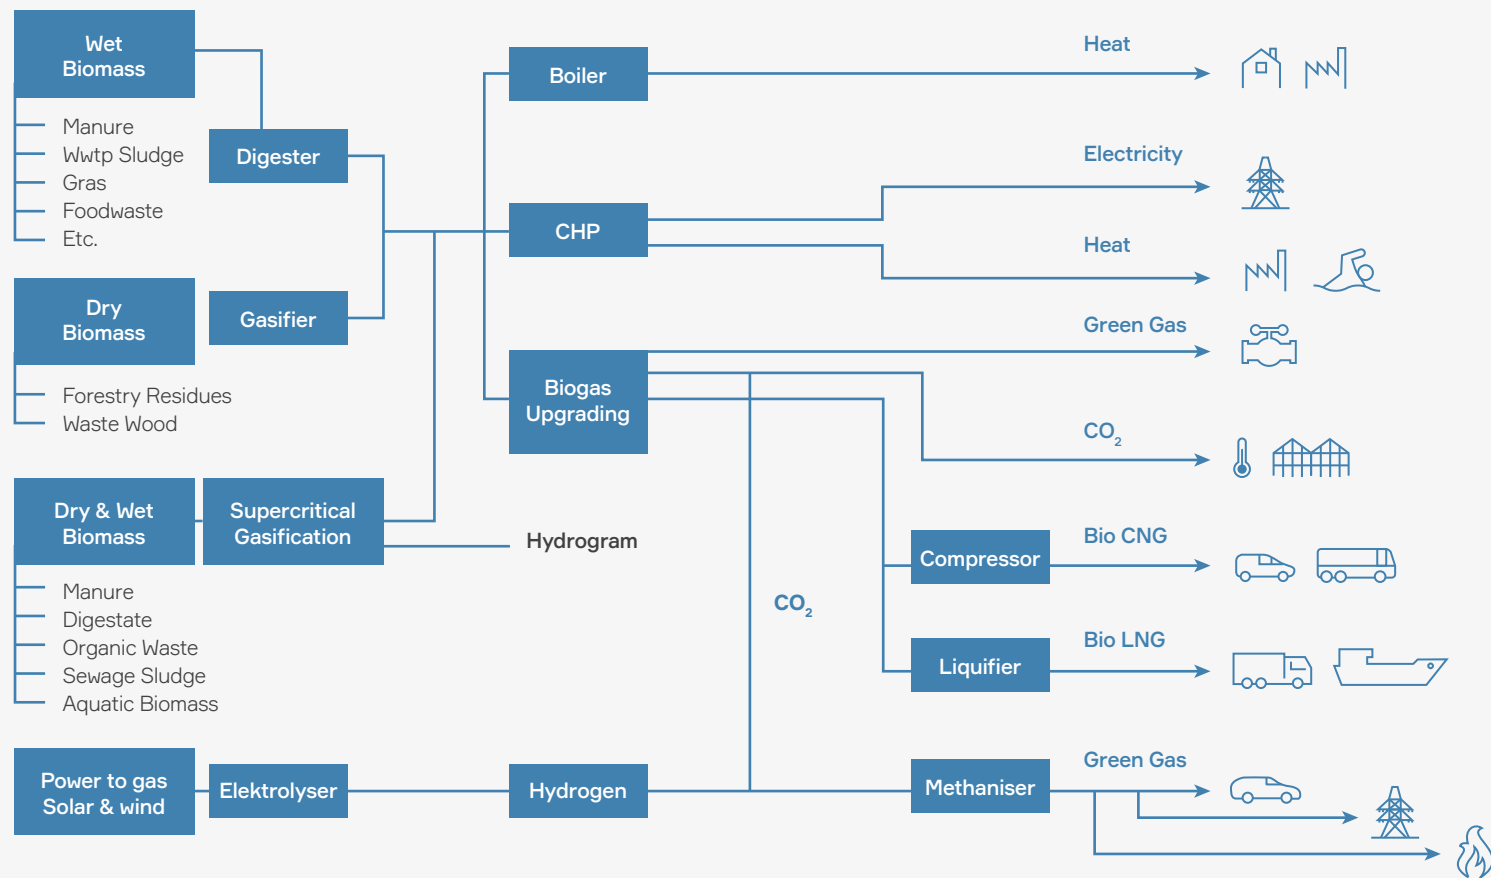 Wet
Biomass
Manure
Wwtp Sludge
Gras
Foodwaste
Etc.
Digester
Dry
Biomass
Gasifier
Forestry Residues
Waste Wood
Dry & Wet
Biomass
Supercritical
Gasification
Hydrogram
Manure
Digestate
Organic Waste
Sewage Sludge
Aquatic Biomass
Power to gas
Solar & wind
Elektrolyser
Hydrogen
Boiler
CHP
Biogas
Upgrading
CO₂
Compressor
Liquifier
Methaniser
Heat
Electricity
Heat
Green Gas
CO₂
Bio CNG
Bio LNG
Green Gas